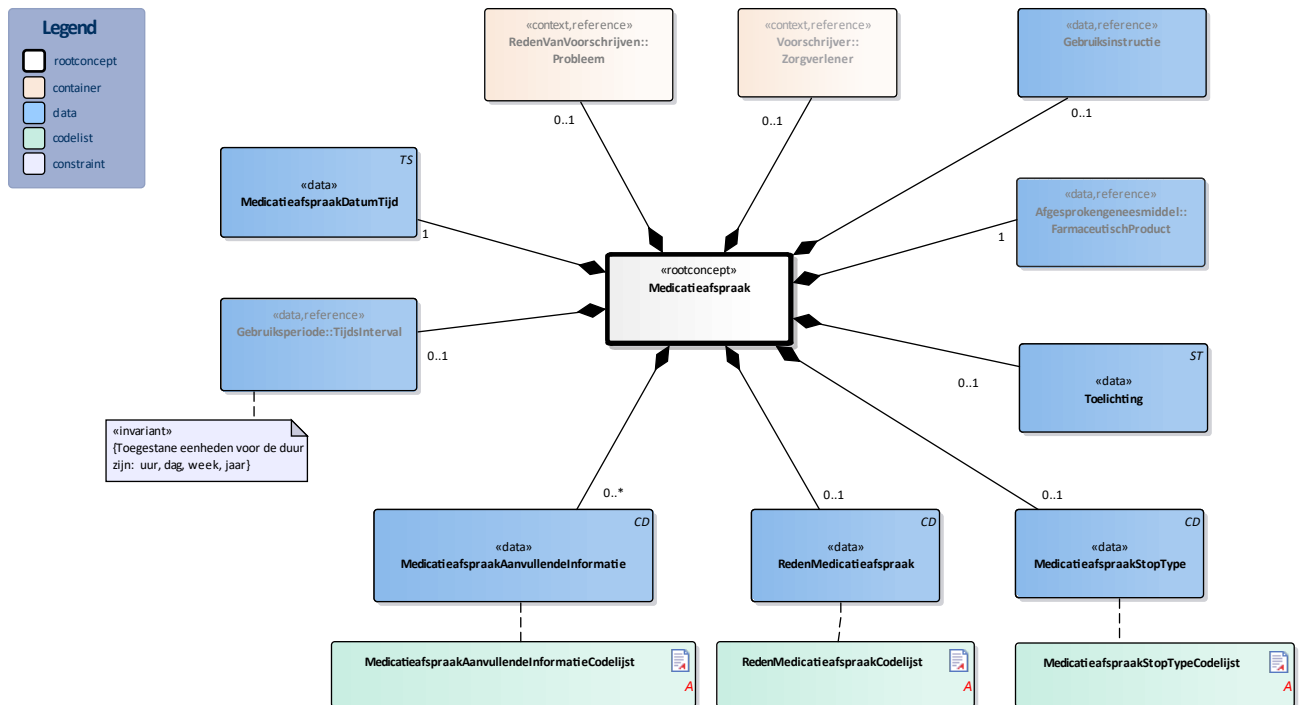 Legend
rootconcept
container
data
codelist
constraint
«context,reference»
RedenVanVoorschrijven::
Probleem
0..1
«context,reference»
Voorschrijver::
Zorgverlener
0..1
«data,reference»
Gebruiksinstructie
0..1
TS
«data»
MedicatieafspraakDatumTijd
1
«data,reference»
Afgesprokengeneesmiddel::
FarmaceutischProduct
1
«rootconcept»
Medicatieafspraak
«data,reference»
Gebruiksperiode::TijdsInterval
0..1
ST
«data»
Toelichting
0..1
«invariant»
{Toegestane eenheden voor de duur
zijn: uur, dag, week, jaar}
0..*
0..1
0..1
CD
«data»
MedicatieafspraakAanvullendeInformatie
CD
«data»
RedenMedicatieafspraak
CD
«data»
MedicatieafspraakStopType
MedicatieafspraakAanvullendeInformatieCodelijst
A
RedenMedicatieafspraakCodelijst
A
MedicatieafspraakStopTypeCodelijst
A